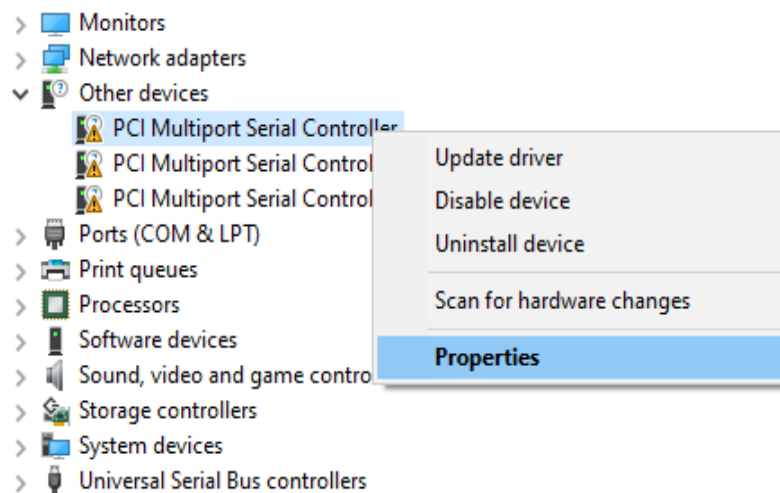 Monitors
Network adapters
Other devices
PCI Multiport Serial Controller
PCI Multiport Serial Control
PCI Multiport Serial Control
Ports (COM & LPT)
Print queues
Processors
Software devices
Sound, video and game contro
Storage controllers
System devices
Universal Serial Bus controllers
Update driver
Disable device
Uninstall device
Scan for hardware changes
Properties